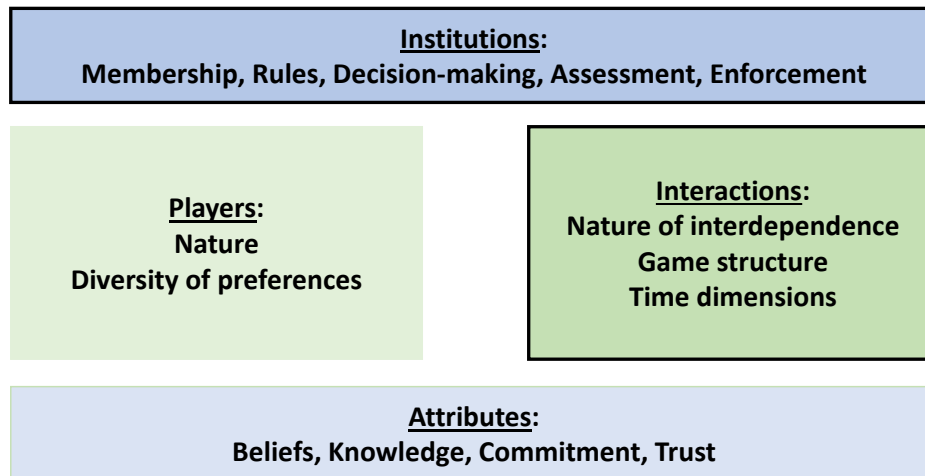 Institutions:
Membership, Rules, Decision-making, Assessment, Enforcement
Players:
Nature
Diversity of preferences
Interactions:
Nature of interdependence
Game structure
Time dimensions
Attributes:
Beliefs, Knowledge, Commitment, Trust